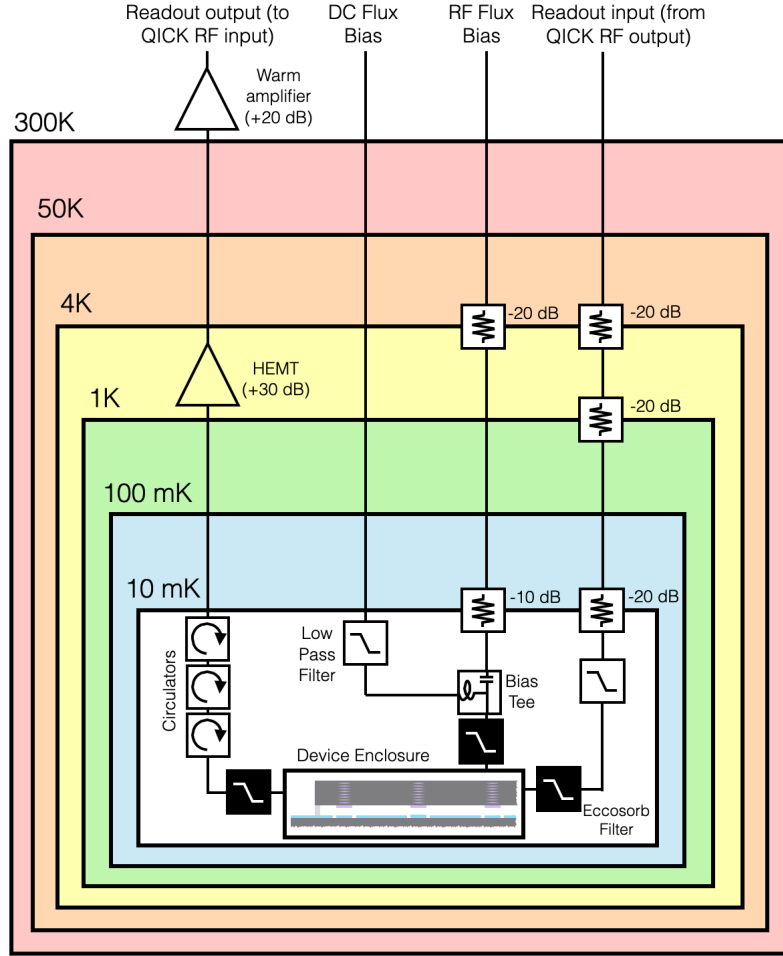 Readout output (to
QICK RF input)
DC Flux
Bias
RF Flux
Bias
Readout input (from
QICK RF output)
Warm
amplifier
(+20 dB)
300K
50K
4K
-20 dB
-20 dB
HEMT
(+30 dB)
1K
-20 dB
100 mK
10 mK
-10 dB
-20 dB
Circulators
Low
Pass
Filter
Bias
Tee
Device Enclosure
Eccosorb
Filter